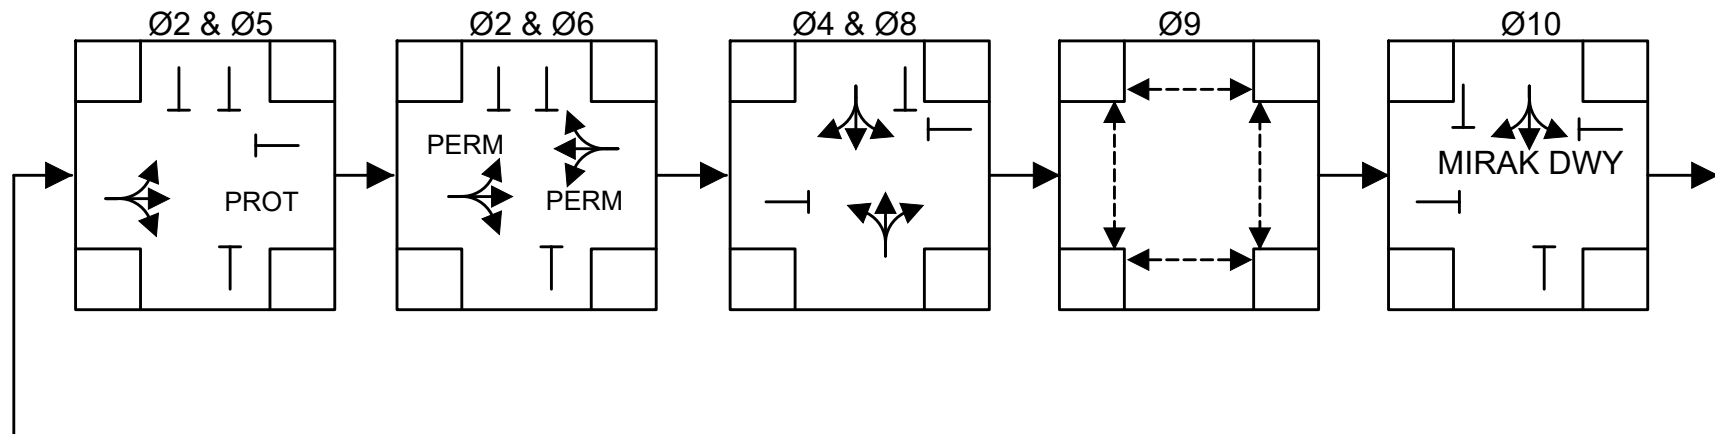 Ø2 & Ø5
Ø2 & Ø6
Ø4 & Ø8
Ø9
Ø10
PROT
PERM
PERM
MIRAK DWY